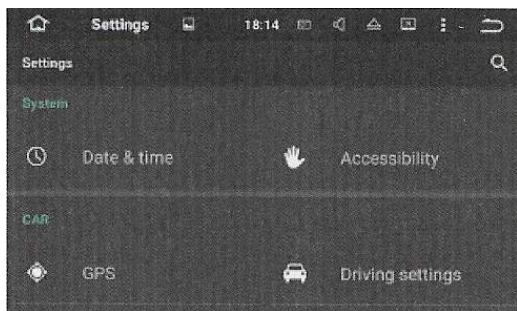 Settings 18:14
Settings
System
Date & time Accessibility
CAR
GPS Driving settings